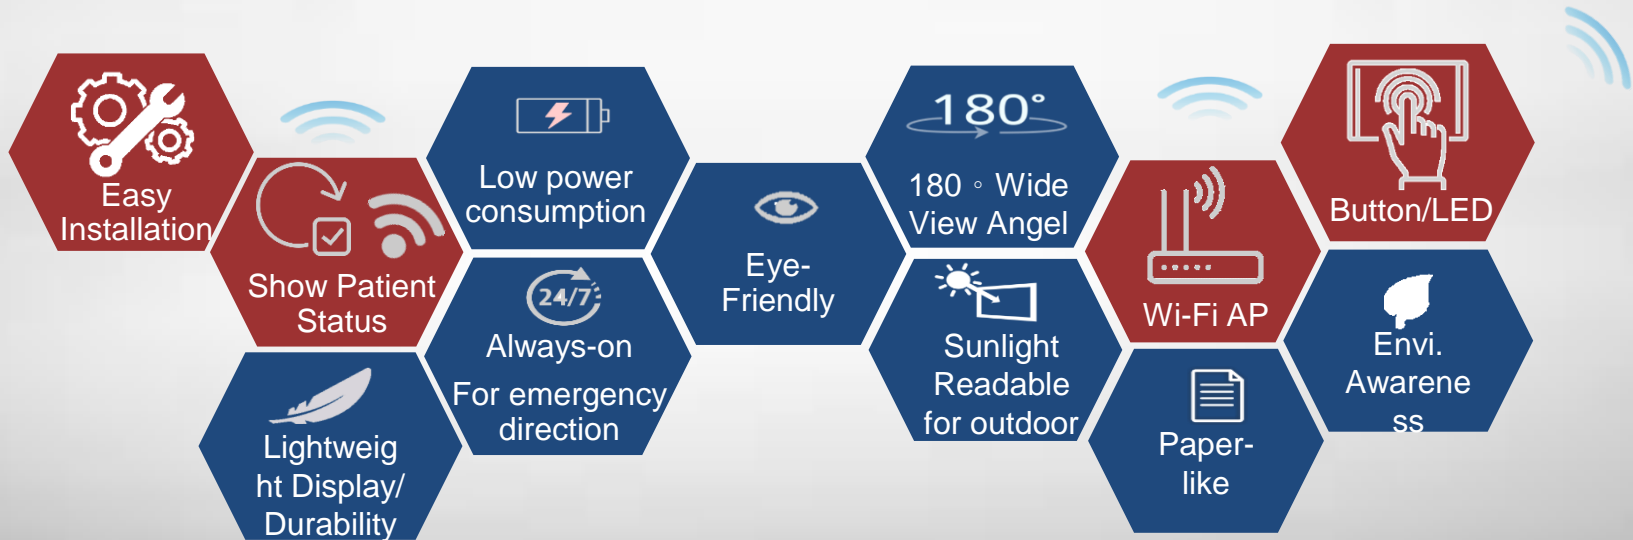 Easy
Installation
Show Patient
Status
Lightweig
ht Display/
Durability
Low power
consumption
24/7
Always-on
For emergency
direction
Eye-
Friendly
180°
180◦Wide
View Angel
Sunlight
Readable
for outdoor
Wi-Fi AP
Paper-
like
Button/LED
Envi.
Awarene
ss